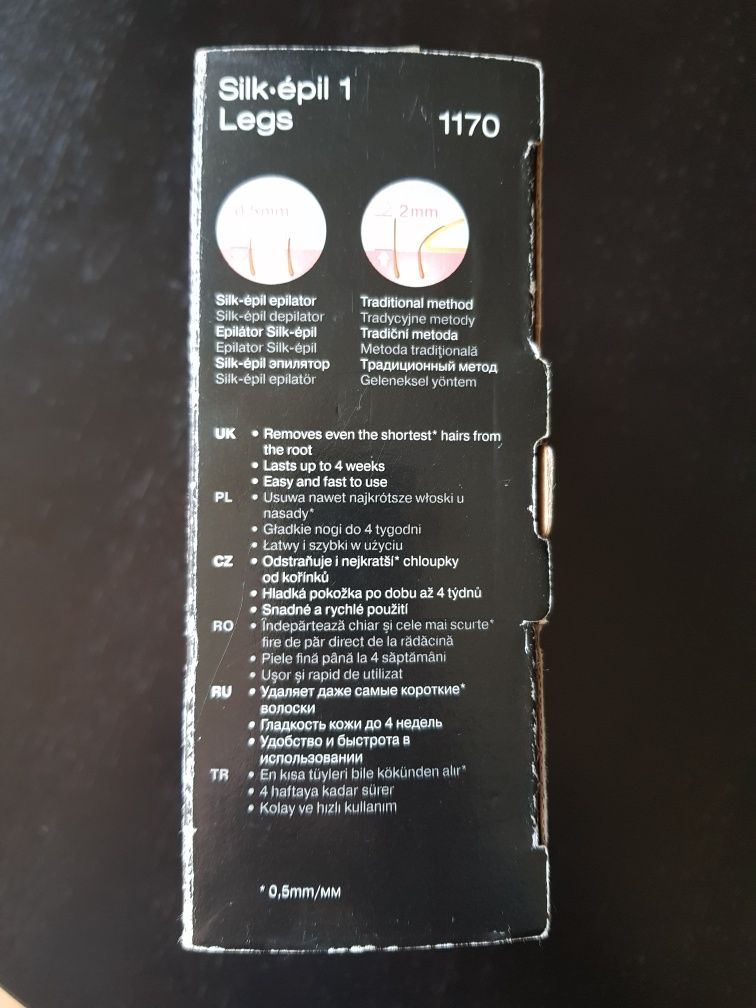 Silk·épil 1
Legs 1170
0,5mm
2mm
Silk-épil epilator
Silk-épil depilator
Epilátor Silk-épil
Epilator Silk-épil
Silk-épil эпилятор
Silk-épil epilatör
Traditional method
Tradycyjne metody
Tradiční metoda
Metoda tradiţională
Традиционный метод
Geleneksel yöntem
UK • Removes even the shortest* hairs from
the root
• Lasts up to 4 weeks
• Easy and fast to use
PL • Usuwa nawet najkrótsze włoski u
nasady*
• Gładkie nogi do 4 tygodni
• Łatwy i szybki w użyciu
CZ • Odstraňuje i nejkratší* chloupky
od kořínků
• Hladká pokožka po dobu až 4 týdnů
• Snadné a rychlé použití
RO • Îndepărtează chiar şi cele mai scurte*
fire de păr direct de la rădăcină
• Piele fină până la 4 săptămâni
• Uşor şi rapid de utilizat
RU • Удаляет даже самые короткие*
волоски
• Гладкость кожи до 4 недель
• Удобство и быстрота в
использовании
TR • En kısa tüyleri bile kökünden alır*
• 4 haftaya kadar sürer
• Kolay ve hızlı kullanım
* 0,5mm/мм